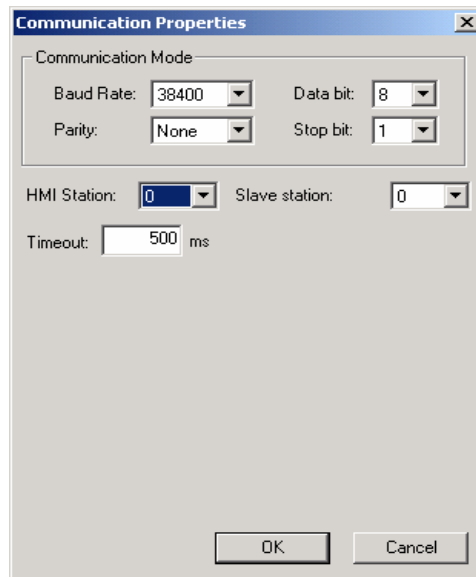 Communication Properties
Communication Mode
Baud Rate: 38400 Data bit: 8
Parity: None Stop bit: 1
HMI Station: 0 Slave station: 0
Timeout: 500 ms
OK Cancel